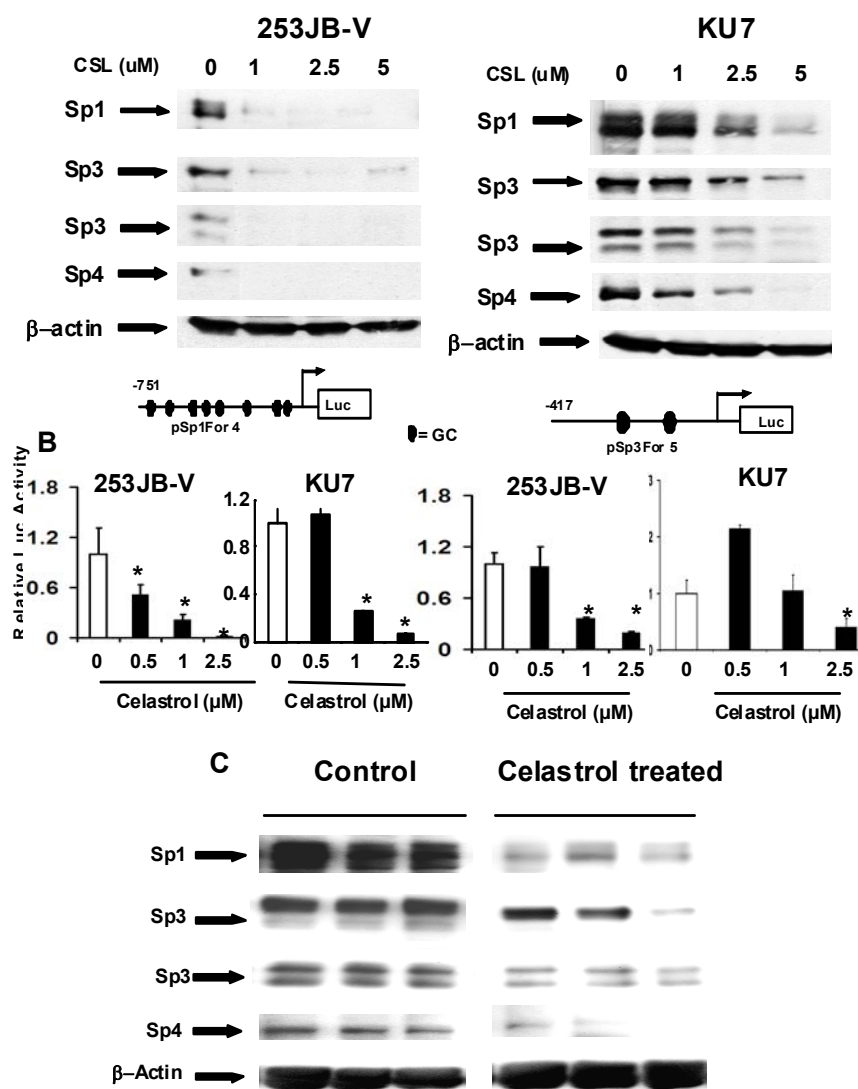 253JB-V
CSL (uM) 0 1 2.5 5
Sp1
Sp3
Sp3
Sp4
β–actin
KU7
CSL (uM) 0 1 2.5 5
Sp1
Sp3
Sp3
Sp4
β–actin
-751
Luc
pSp1For 4
= GC
-417
Luc
pSp3For 5
B
Relative Luc Activity
253JB-V
1.8
1.2
0.6
0
*
*
*
0 0.5 1 2.5
Celastrol (µM)
KU7
1.2
0.8
0.4
0
*
*
0 0.5 1 2.5
Celastrol (µM)
253JB-V
1.8
1.2
0.6
0
*
*
0 0.5 1 2.5
Celastrol (µM)
KU7
3
2
1
0
*
0 0.5 1 2.5
Celastrol (µM)
C
Control
Celastrol treated
Sp1
Sp3
Sp3
Sp4
β–Actin